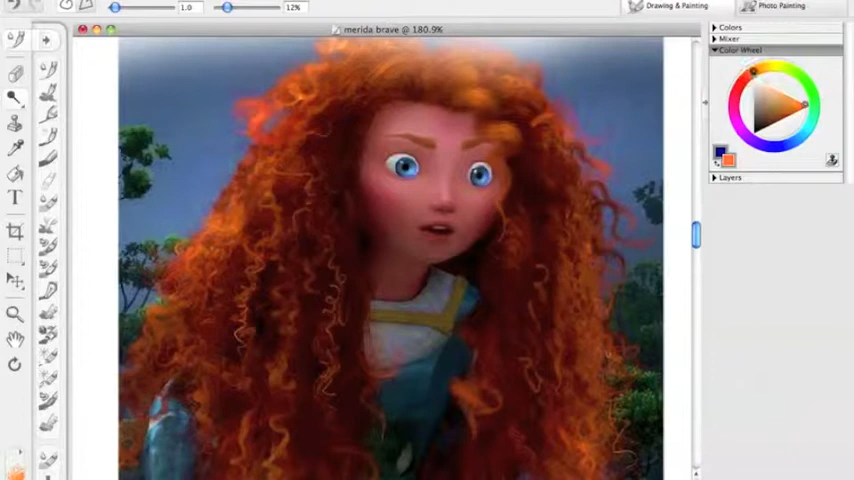 1.0
12%
Drawing & Painting
Photo Painting
merida brave @ 180.9%
Colors
Mixer
Color Wheel
Layers
T